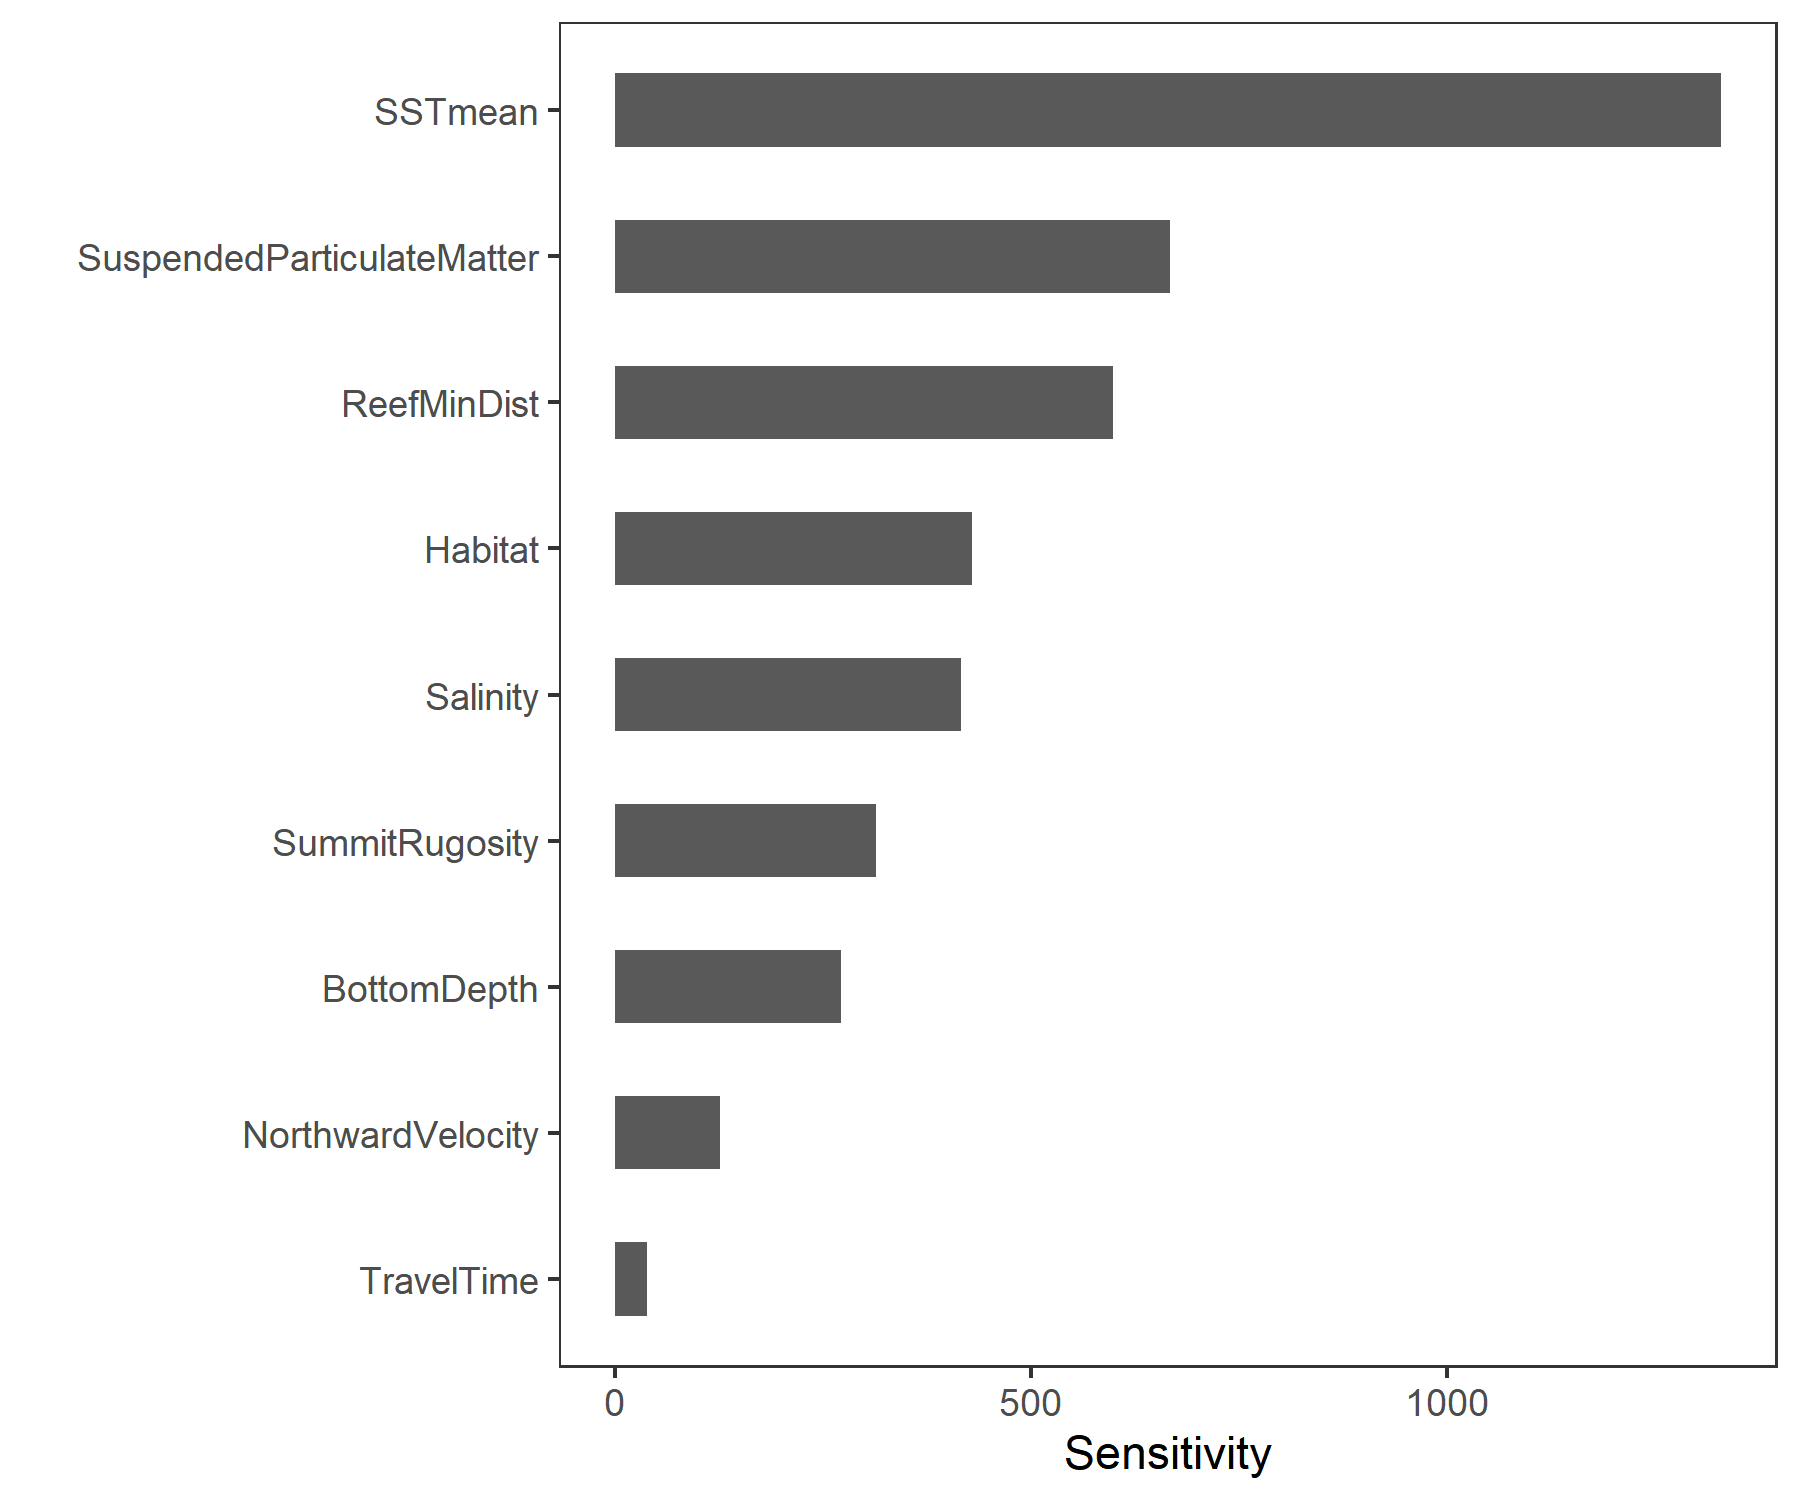 SSTmean
SuspendedParticulateMatter
ReefMinDist
Habitat
Salinity
SummitRugosity
BottomDepth
NorthwardVelocity
TravelTime
0 500 1000
Sensitivity